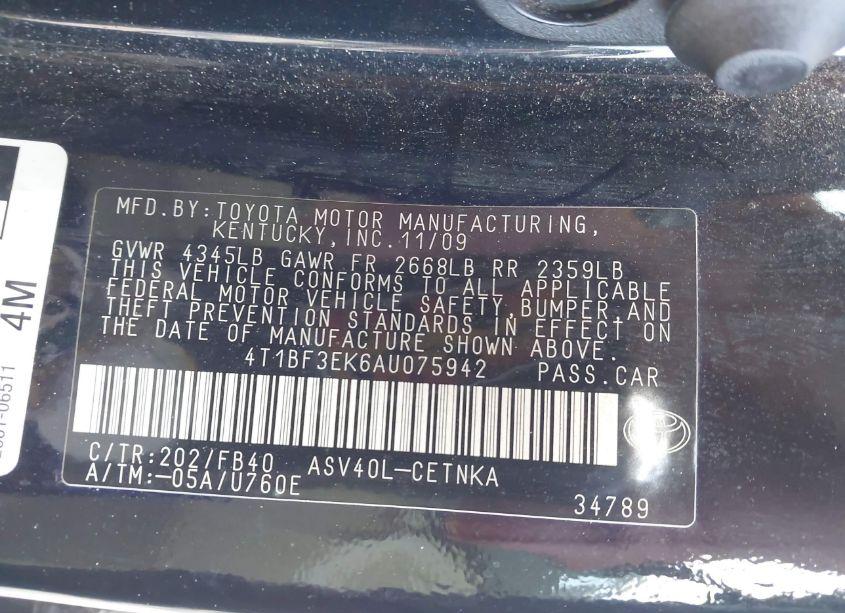 MFD.BY:TOYOTA MOTOR MANUFACTURING,
KENTUCKY,INC.11/09
GVWR 4345LB GAWR FR 2668LB RR 2359LB
THIS VEHICLE CONFORMS TO ALL APPLICABLE
FEDERAL MOTOR VEHICLE SAFETY,BUMPER,AND
THEFT PREVENTION STANDARDS IN EFFECT ON
THE DATE OF MANUFACTURE SHOWN ABOVE.
4T1BF3EK6AU075942 PASS.CAR
C/TR:202/FB40 ASV40L-CETNKA
A/TM:-05A/U760E
34789
4M